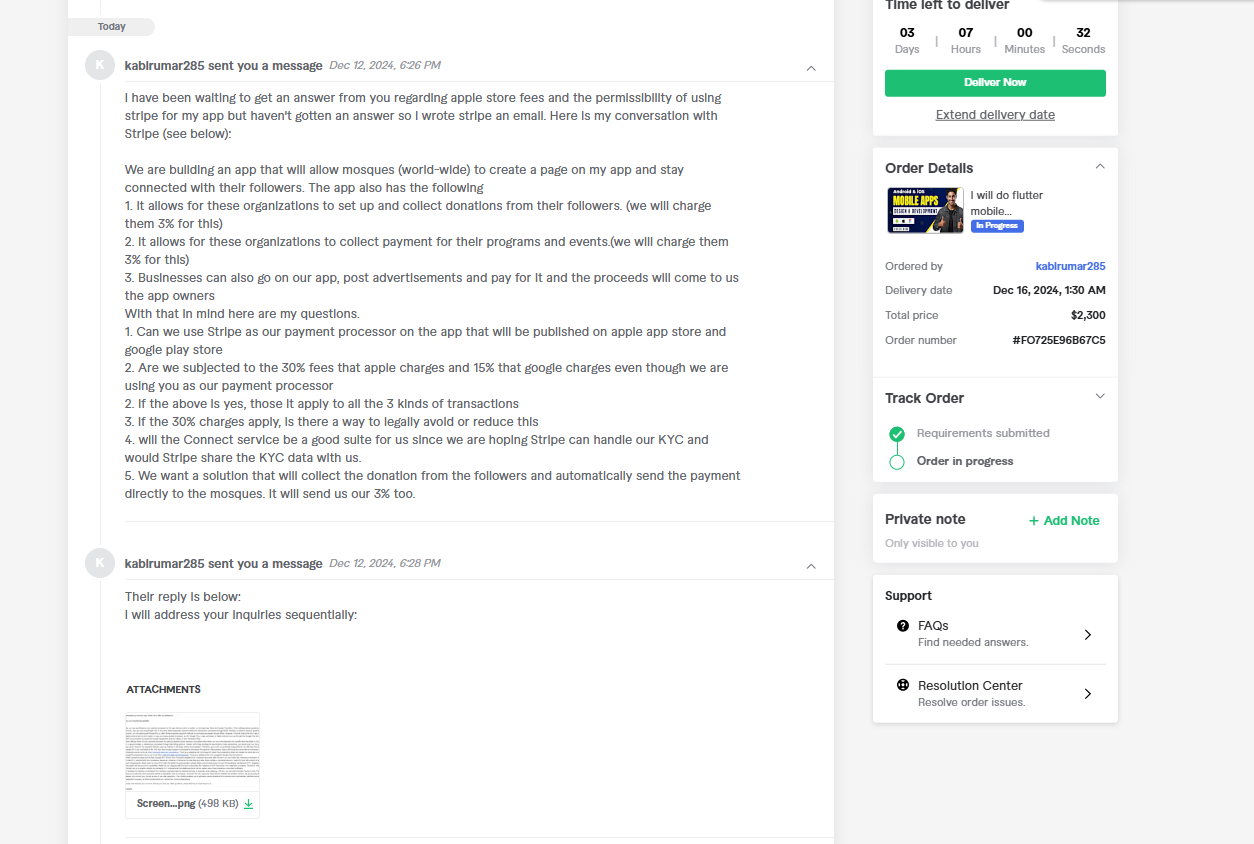 Today
K
kabirumar285 sent you a message Dec 12, 2024, 6:26 PM
I have been waiting to get an answer from you regarding apple store fees and the permissibility of using
stripe for my app but haven't gotten an answer so I wrote stripe an email. Here is my conversation with
Stripe (see below):
We are building an app that will allow mosques (world-wide) to create a page on my app and stay
connected with their followers. The app also has the following
1. It allows for these organizations to set up and collect donations from their followers. (we will charge
them 3% for this)
2. It allows for these organizations to collect payment for their programs and events.(we will charge them
3% for this)
3. Businesses can also go on our app, post advertisements and pay for it and the proceeds will come to us
the app owners
With that in mind here are my questions.
1. Can we use Stripe as our payment processor on the app that will be published on apple app store and
google play store
2. Are we subjected to the 30% fees that apple charges and 15% that google charges even though we are
using you as our payment processor
2. If the above is yes, those it apply to all the 3 kinds of transactions
3. If the 30% charges apply, is there a way to legally avoid or reduce this
4. will the Connect service be a good suite for us since we are hoping Stripe can handle our KYC and
would Stripe share the KYC data with us.
5. We want a solution that will collect the donation from the followers and automatically send the payment
directly to the mosques. It will send us our 3% too.
K
kabirumar285 sent you a message Dec 12, 2024, 6:28 PM
Their reply is below:
I will address your inquiries sequentially:
ATTACHMENTS
Screen...png (498 KB)
Time left to deliver
03 | 07 | 00 | 32
Days Hours Minutes Seconds
Deliver Now
Extend delivery date
Order Details
Android & iOS
MOBILE APPS
DESIGN & DEVELOPMENT
I will do flutter
mobile...
In Progress
Ordered by kabirumar285
Delivery date Dec 16, 2024, 1:30 AM
Total price $2,300
Order number #FO725E96B67C5
Track Order
Requirements submitted
Order in progress
Private note + Add Note
Only visible to you
Support
FAQs
Find needed answers.
Resolution Center
Resolve order issues.